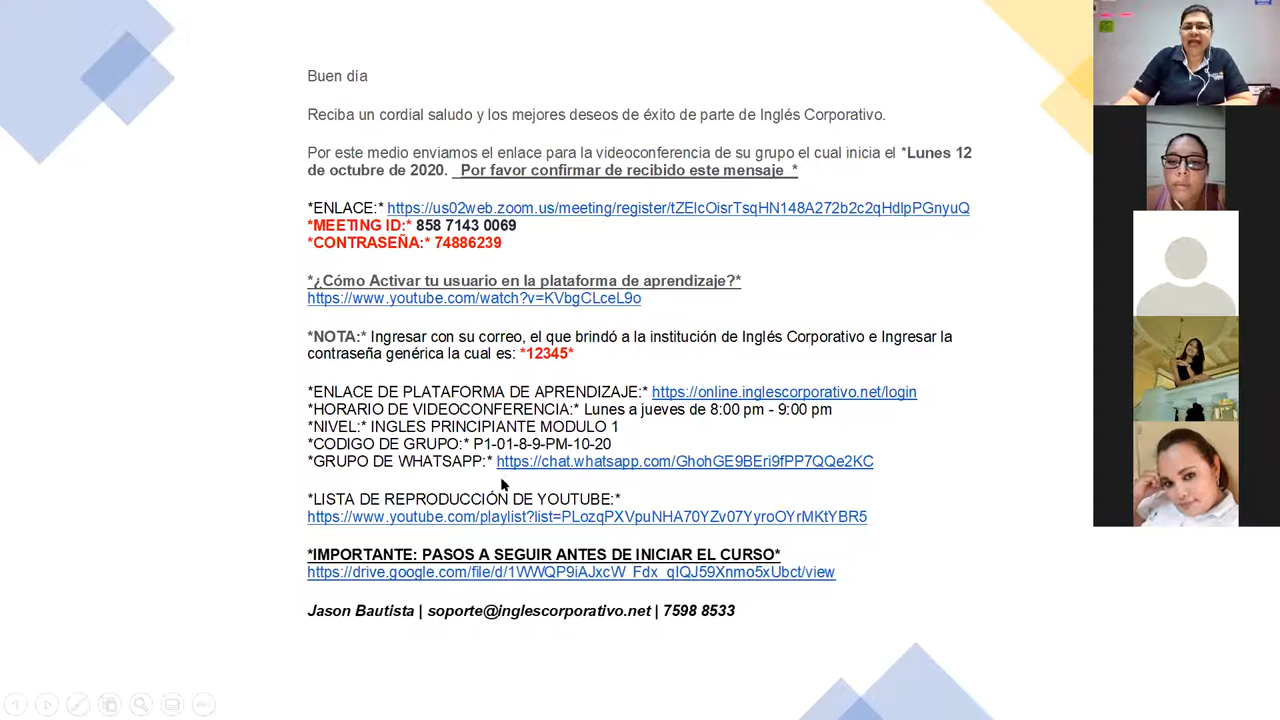 Buen día
Reciba un cordial saludo y los mejores deseos de éxito de parte de Inglés Corporativo.
Por este medio enviamos el enlace para la videoconferencia de su grupo el cual inicia el *Lunes 12
de octubre de 2020. _Por favor confirmar de recibido este mensaje_*
*ENLACE:* https://us02web.zoom.us/meeting/register/tZElcOisrTsqHN148A272b2c2qHdlpPGnyuQ
*MEETING ID:* 858 7143 0069
*CONTRASEÑA:* 74886239
*¿Cómo Activar tu usuario en la plataforma de aprendizaje?*
https://www.youtube.com/watch?v=KVbgCLceL9o
*NOTA:* Ingresar con su correo, el que brindó a la institución de Inglés Corporativo e Ingresar la
contraseña genérica la cual es: *12345*
*ENLACE DE PLATAFORMA DE APRENDIZAJE:* https://online.inglescorporativo.net/login
*HORARIO DE VIDEOCONFERENCIA:* Lunes a jueves de 8:00 pm - 9:00 pm
*NIVEL:* INGLES PRINCIPIANTE MODULO 1
*CODIGO DE GRUPO:* P1-01-8-9-PM-10-20
*GRUPO DE WHATSAPP:* https://chat.whatsapp.com/GhohGE9BEri9fPP7QQe2KC
*LISTA DE REPRODUCCIÓN DE YOUTUBE:*
https://www.youtube.com/playlist?list=PLozqPXVpuNHA70YZv07YyroOYrMKtYBR5
*IMPORTANTE: PASOS A SEGUIR ANTES DE INICIAR EL CURSO*
https://drive.google.com/file/d/1WWQP9iAJxcW_Fdx_qIQJ59Xnmo5xUbct/view
Jason Bautista | soporte@inglescorporativo.net | 7598 8533